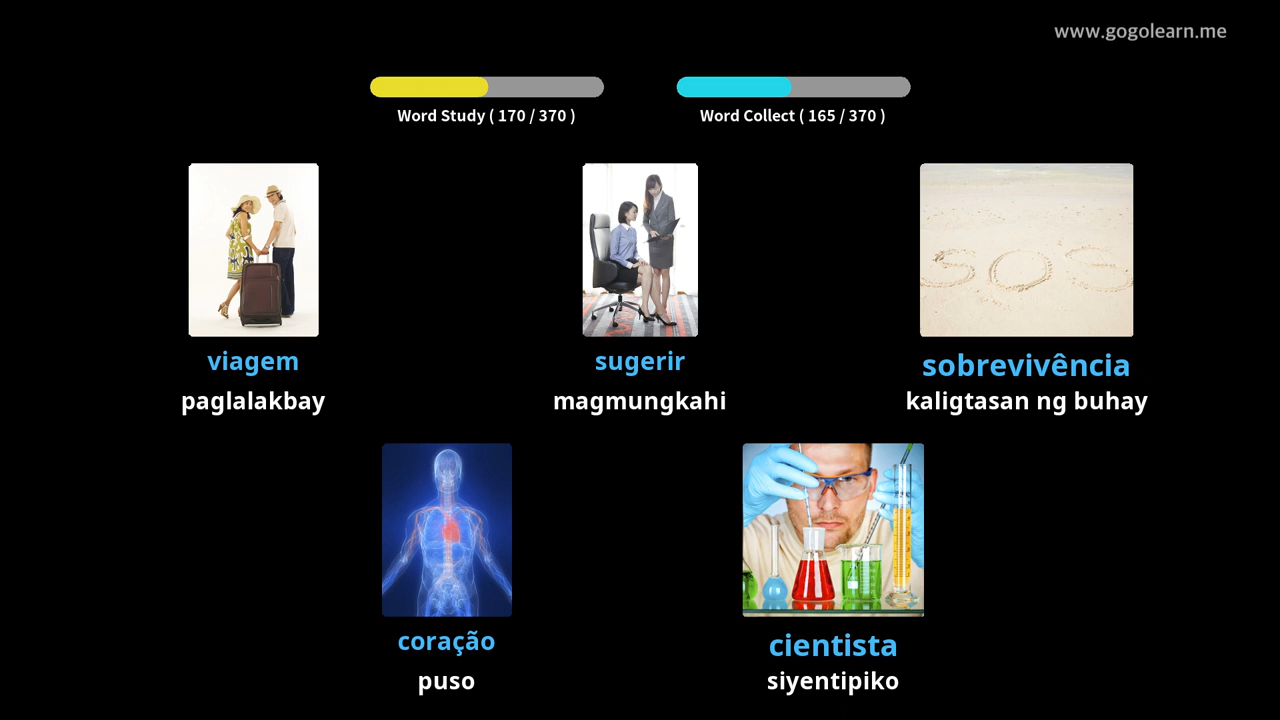 www.gogolearn.me
Word Study ( 170 / 370 )
Word Collect ( 165 / 370 )
SOS
viagem
paglalakbay
sugerir
magmungkahi
sobrevivência
kaligtasan ng buhay
coração
puso
cientista
siyentipiko